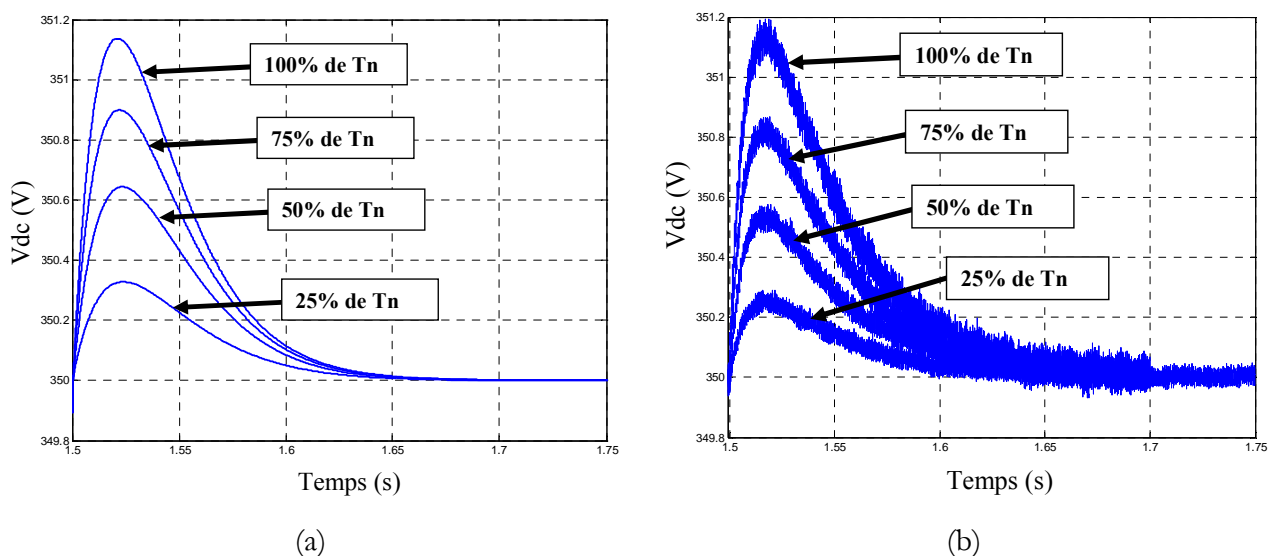 351.2
351
350.8
350.6
350.4
350.2
350
349.8
1.5
1.55
1.6
1.65
1.7
1.75
Vdc (V)
Temps (s)
100% de Tn
75% de Tn
50% de Tn
25% de Tn
(a)
351.2
351
350.8
350.6
350.4
350.2
350
349.8
1.5
1.55
1.6
1.65
1.7
1.75
Vdc (V)
Temps (s)
100% de Tn
75% de Tn
50% de Tn
25% de Tn
(b)